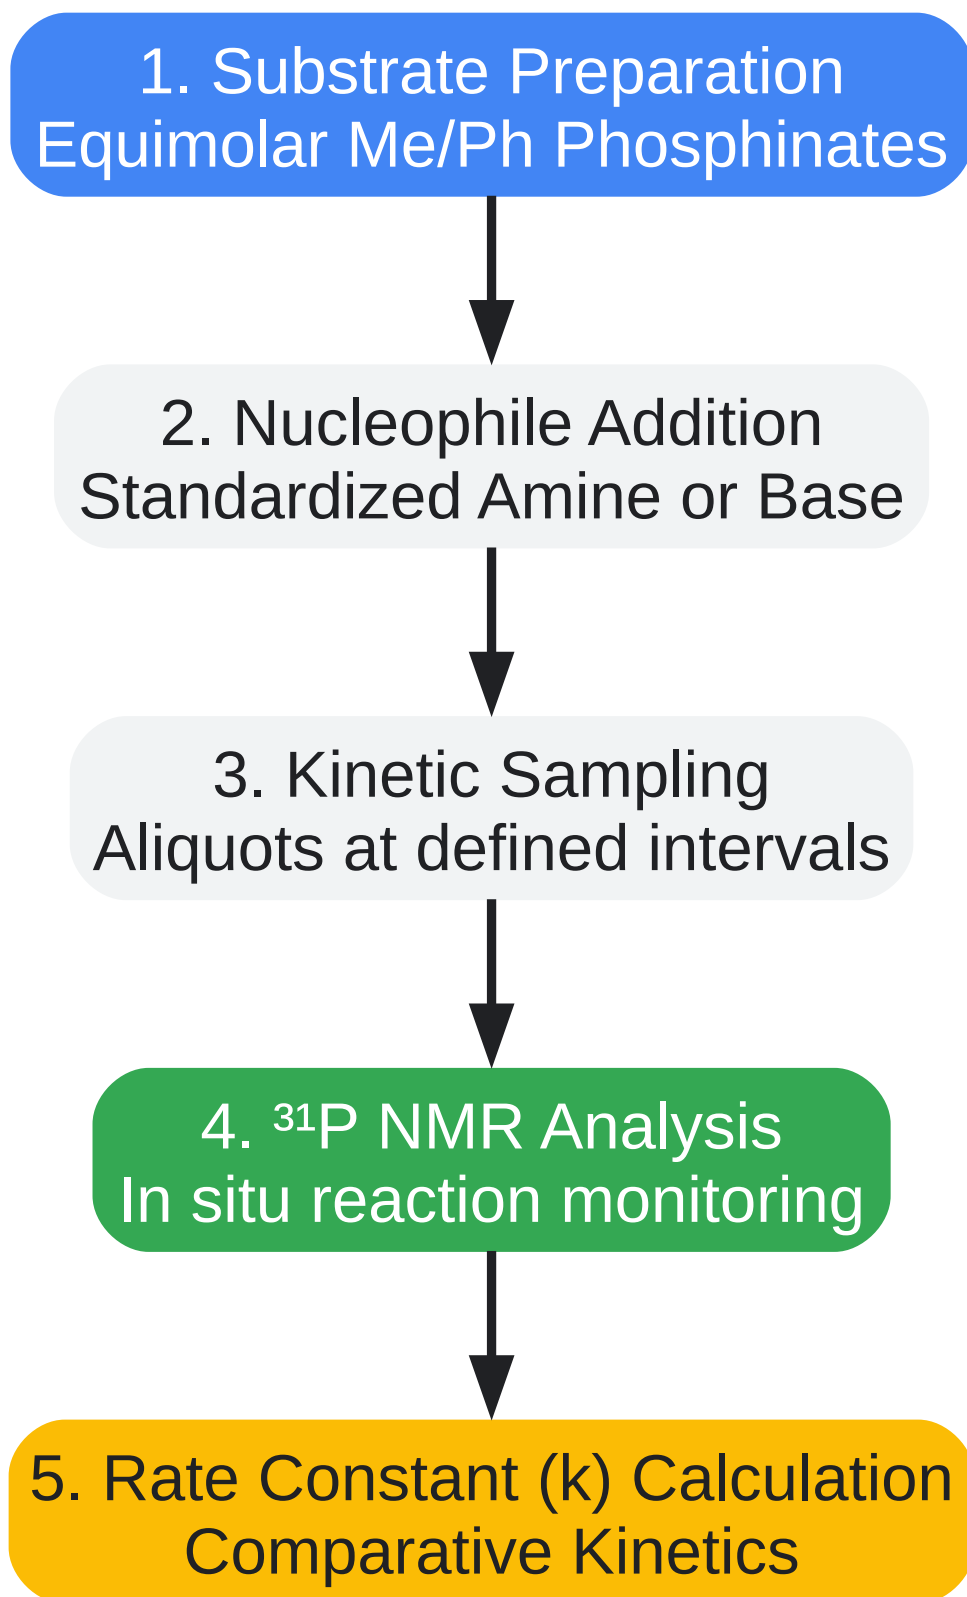 1. Substrate Preparation
Equimolar Me/Ph Phosphinates
2. Nucleophile Addition
Standardized Amine or Base
3. Kinetic Sampling
Aliquots at defined intervals
4. ³¹P NMR Analysis
In situ reaction monitoring
5. Rate Constant (k) Calculation
Comparative Kinetics